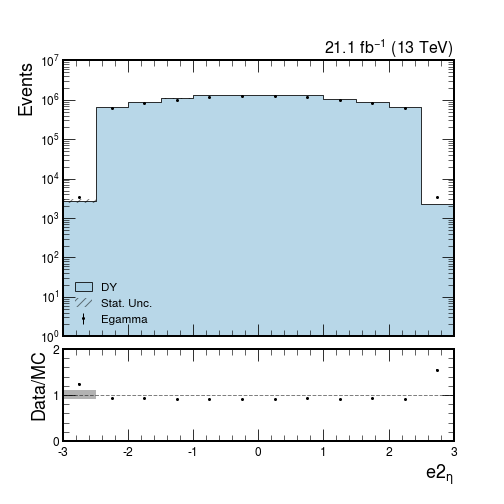 21.1 fb⁻¹ (13 TeV)
Events
10⁷
10⁶
10⁵
10⁴
10³
10²
10¹
10⁰
DY
Stat. Unc.
Egamma
Data/MC
2
1
0
-3 -2 -1 0 1 2 3
e2η